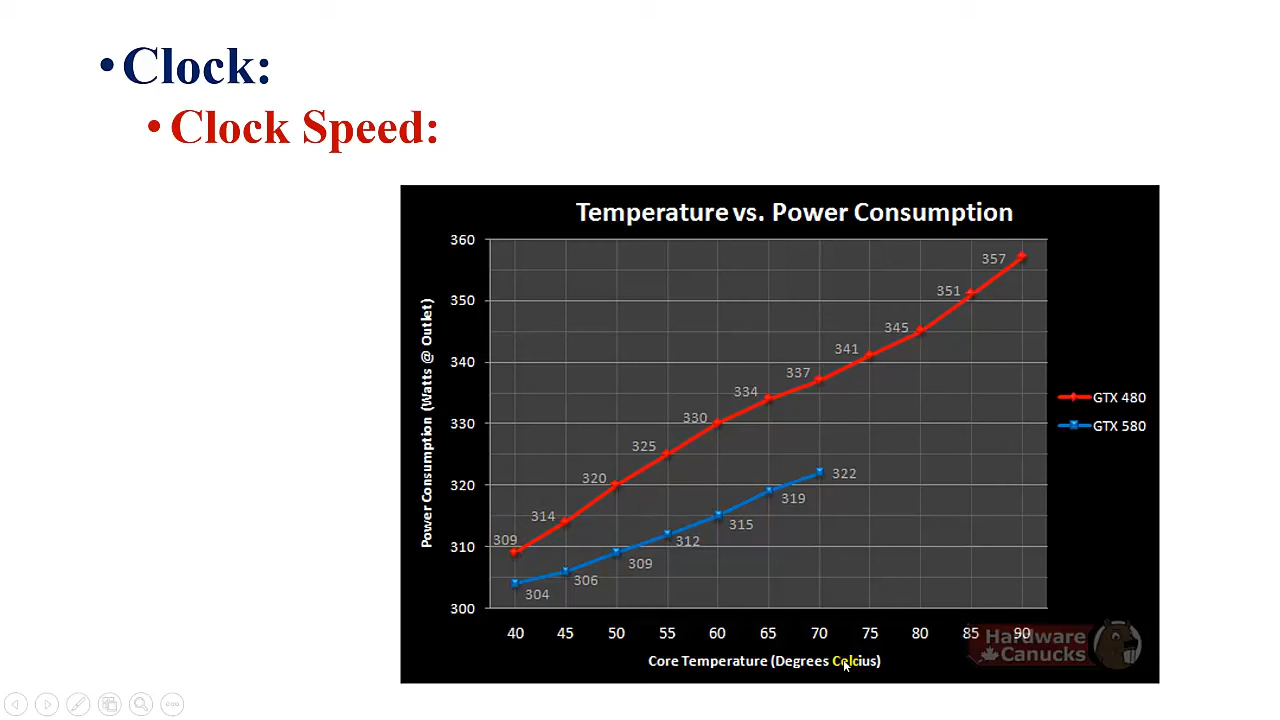 • Clock:
• Clock Speed:
Temperature vs. Power Consumption
Power Consumption (Watts @ Outlet)
360
350
340
330
320
310
300
309
314
320
325
330
334
337
341
345
351
357
304
306
309
312
315
319
322
GTX 480
GTX 580
40 45 50 55 60 65 70 75 80 85 90
Core Temperature (Degrees Celcius)
Hardware
Canucks